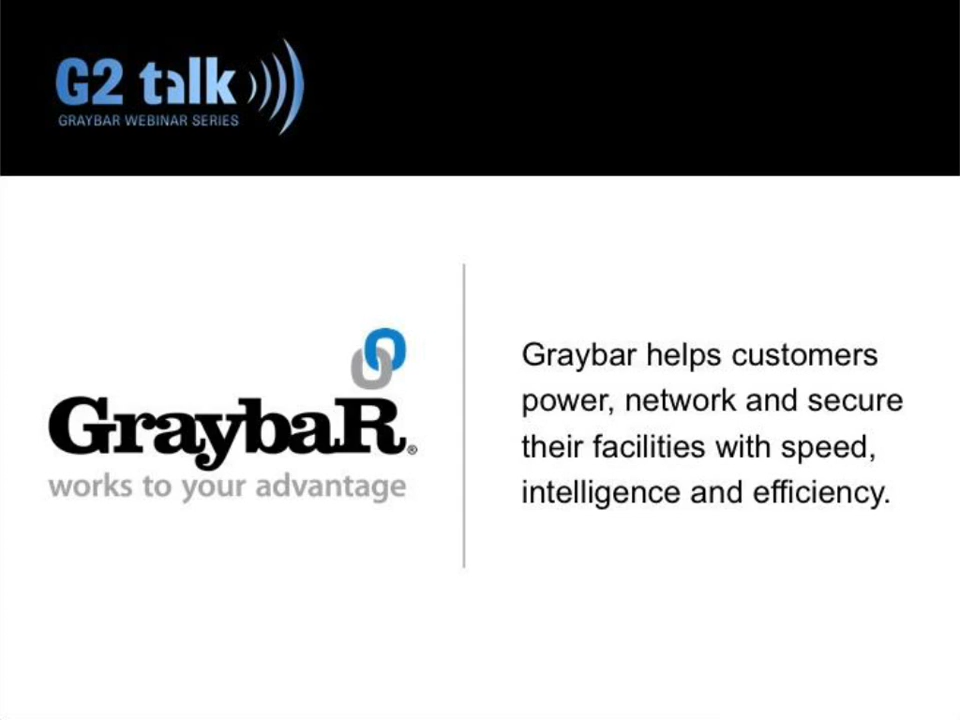 G2 talk
GRAYBAR WEBINAR SERIES
GraybaR®
works to your advantage
Graybar helps customers
power, network and secure
their facilities with speed,
intelligence and efficiency.